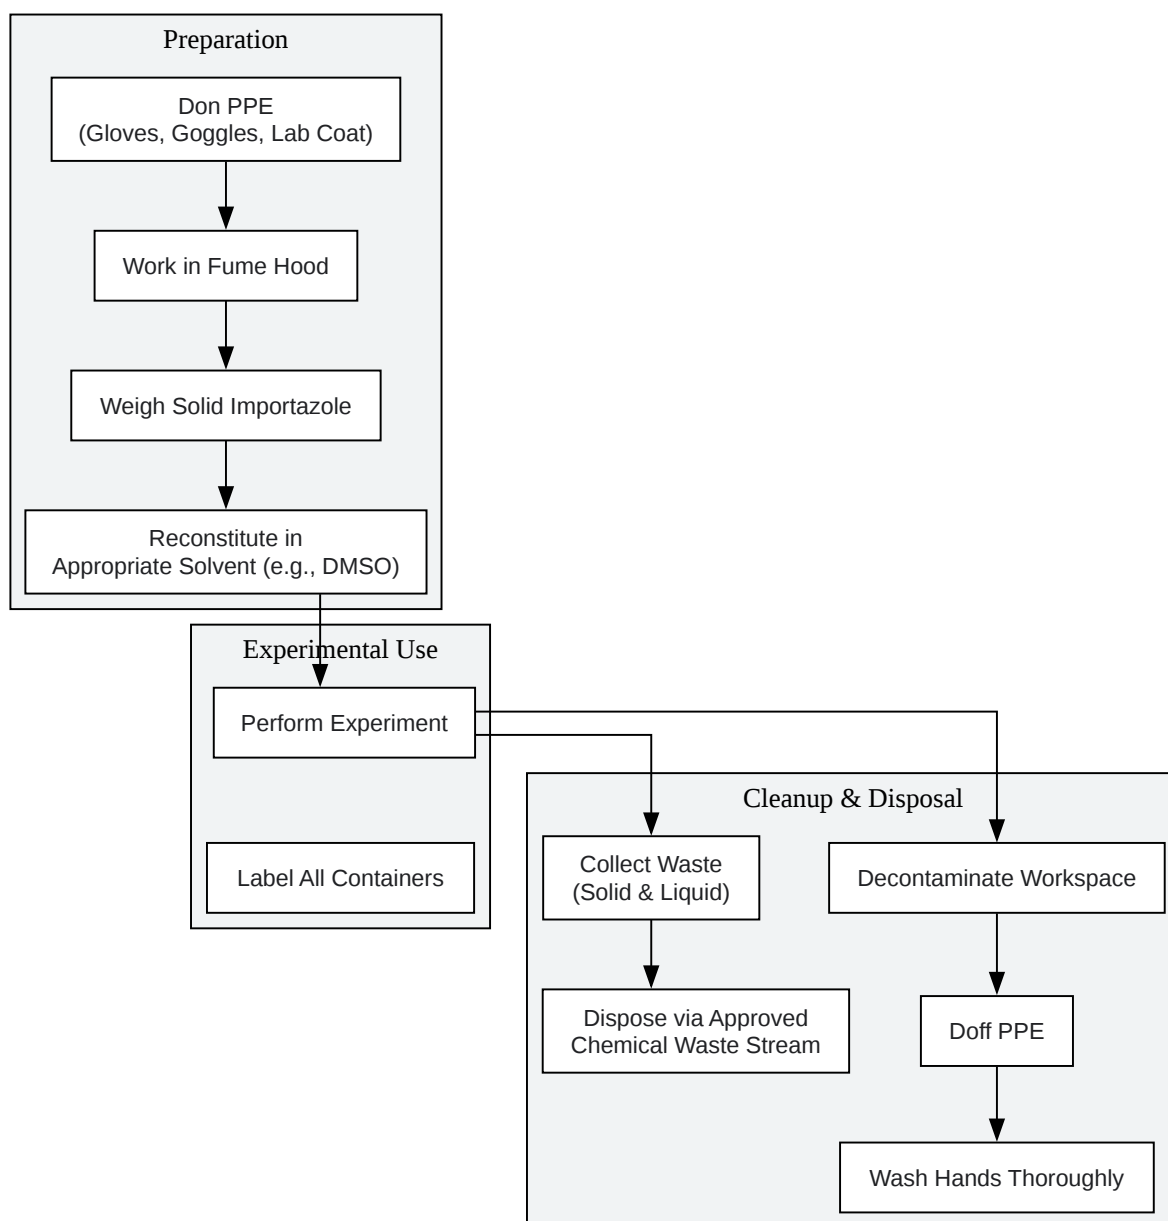 Preparation
Don PPE
(Gloves, Goggles, Lab Coat)
Work in Fume Hood
Weigh Solid Importazole
Reconstitute in
Appropriate Solvent (e.g., DMSO)
Experimental Use
Perform Experiment
Label All Containers
Cleanup & Disposal
Collect Waste
(Solid & Liquid)
Dispose via Approved
Chemical Waste Stream
Decontaminate Workspace
Doff PPE
Wash Hands Thoroughly